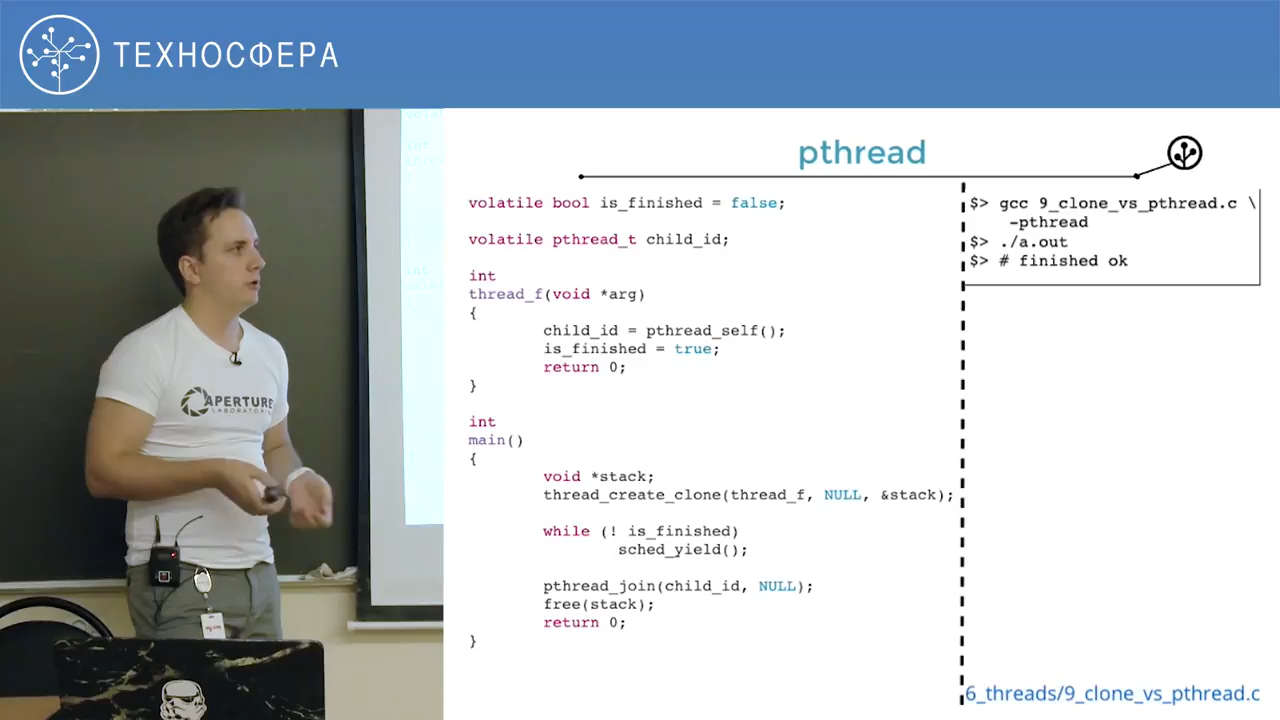 ТЕХНОСФЕРА
pthread
volatile bool is_finished = false;
volatile pthread_t child_id;
int
thread_f(void *arg)
{
child_id = pthread_self();
is_finished = true;
return 0;
}
int
main()
{
void *stack;
thread_create_clone(thread_f, NULL, &stack);
while (! is_finished)
sched_yield();
pthread_join(child_id, NULL);
free(stack);
return 0;
}
$> gcc 9_clone_vs_pthread.c \
-pthread
$> ./a.out
$> # finished ok
6_threads/9_clone_vs_pthread.c
APERTURE
LABORATORIES